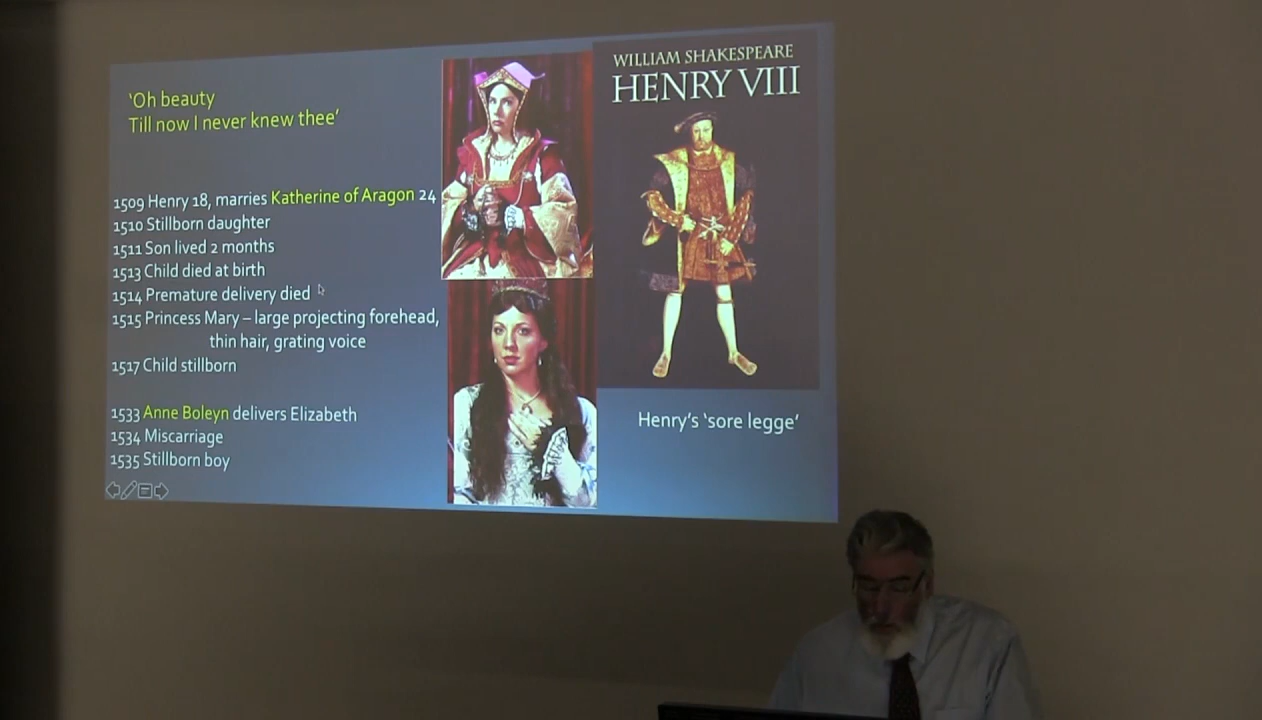 ‘Oh beauty
Till now I never knew thee’
1509 Henry 18, marries Katherine of Aragon 24
1510 Stillborn daughter
1511 Son lived 2 months
1513 Child died at birth
1514 Premature delivery died
1515 Princess Mary – large projecting forehead,
thin hair, grating voice
1517 Child stillborn
1533 Anne Boleyn delivers Elizabeth
1534 Miscarriage
1535 Stillborn boy
WILLIAM SHAKESPEARE
HENRY VIII
Henry's ‘sore legge’